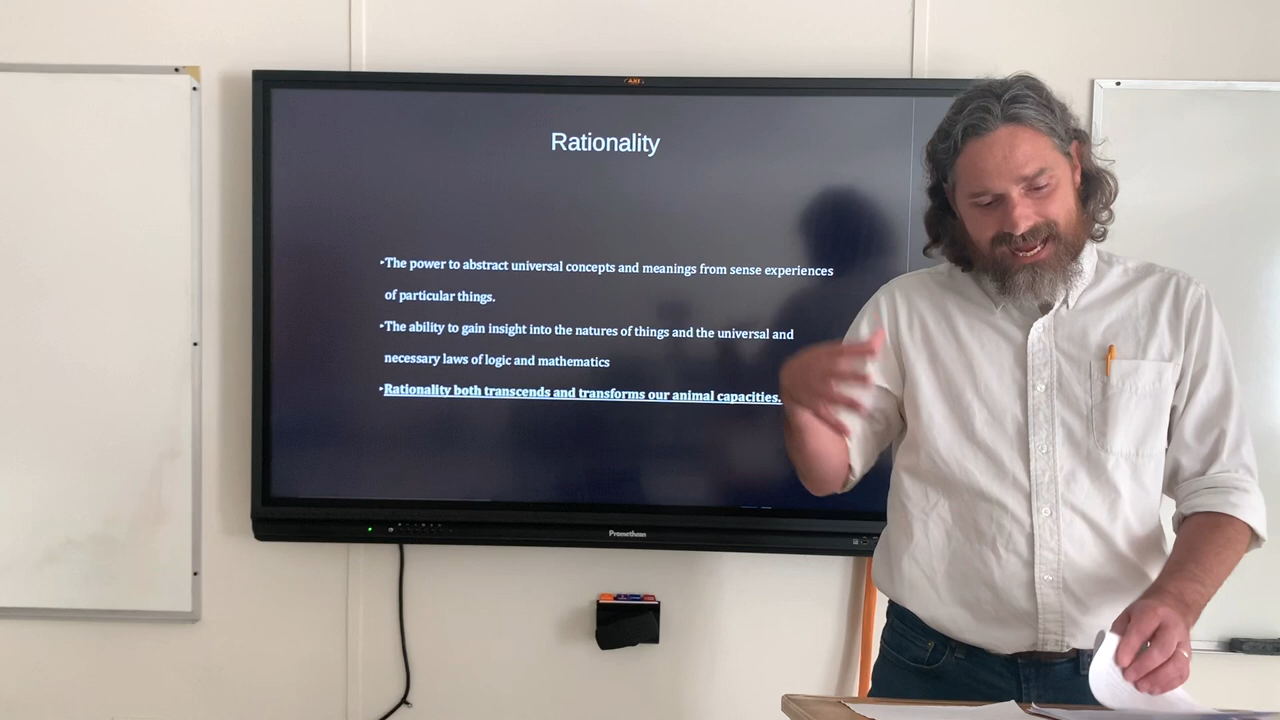 Rationality
‣The power to abstract universal concepts and meanings from sense experiences
of particular things.
‣The ability to gain insight into the natures of things and the universal and
necessary laws of logic and mathematics
‣Rationality both transcends and transforms our animal capacities.
Promethean